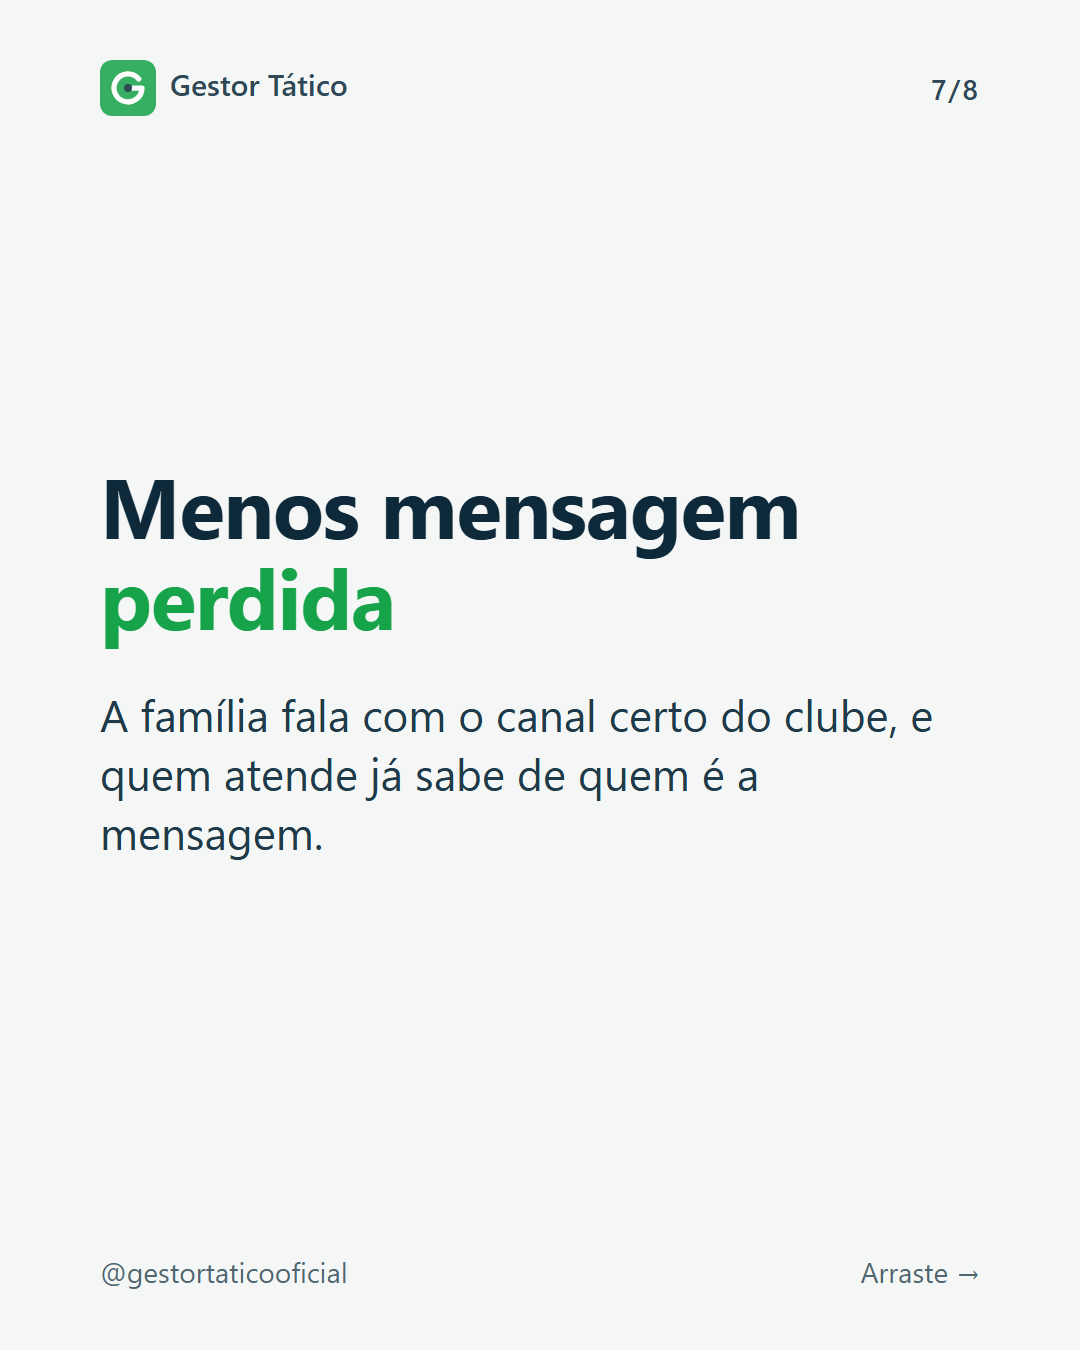 Gestor Tático
7/8
Menos mensagem
perdida
A família fala com o canal certo do clube, e
quem atende já sabe de quem é a
mensagem.
@gestortaticooficial
Arraste →